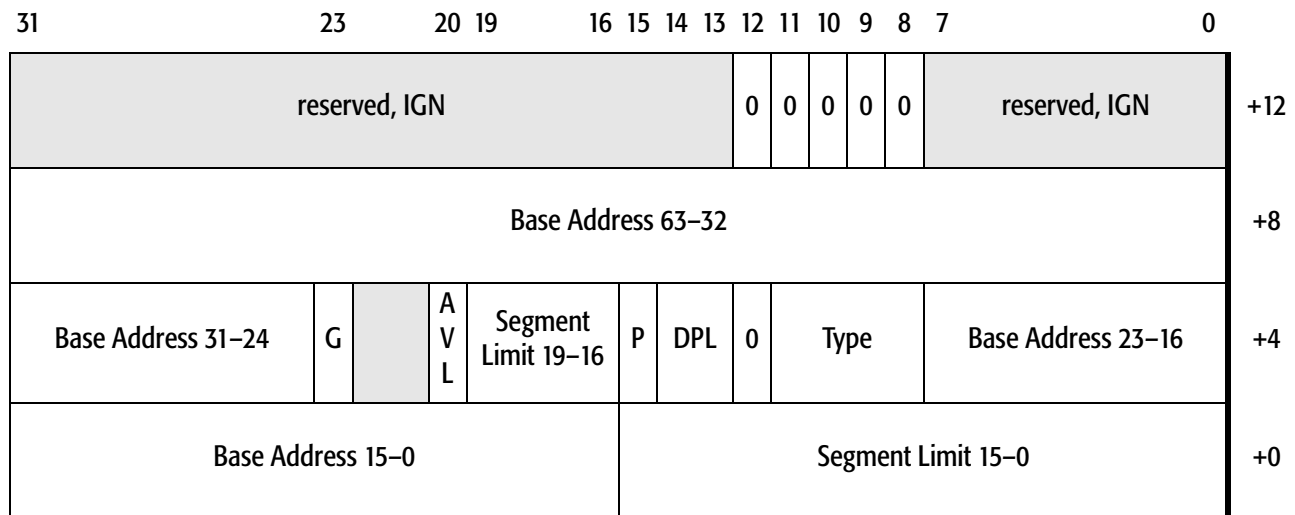 31 23 20 19 16 15 14 13 12 11 10 9 8 7 0
reserved, IGN 0 0 0 0 0 reserved, IGN +12
Base Address 63–32 +8
Base Address 31–24 G A V L Segment Limit 19–16 P DPL 0 Type Base Address 23–16 +4
Base Address 15–0 Segment Limit 15–0 +0